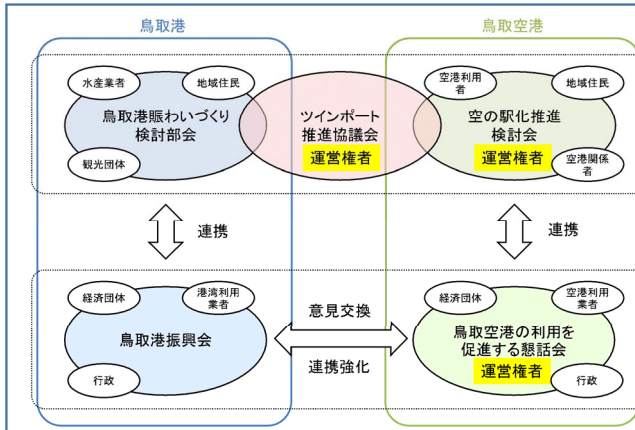 鳥取港
鳥取空港
水産業者
地域住民
鳥取港賑わいづくり
検討部会
観光団体
ツインポート
推進協議会
運営権者
空港利用
者
地域住民
空の駅化推進
検討会
運営権者
空港関係
者
連携
連携
経済団体
港湾利用
業者
鳥取港振興会
行政
意見交換
連携強化
経済団体
空港利用
業者
鳥取空港の利用を
促進する懇話会
運営権者
行政